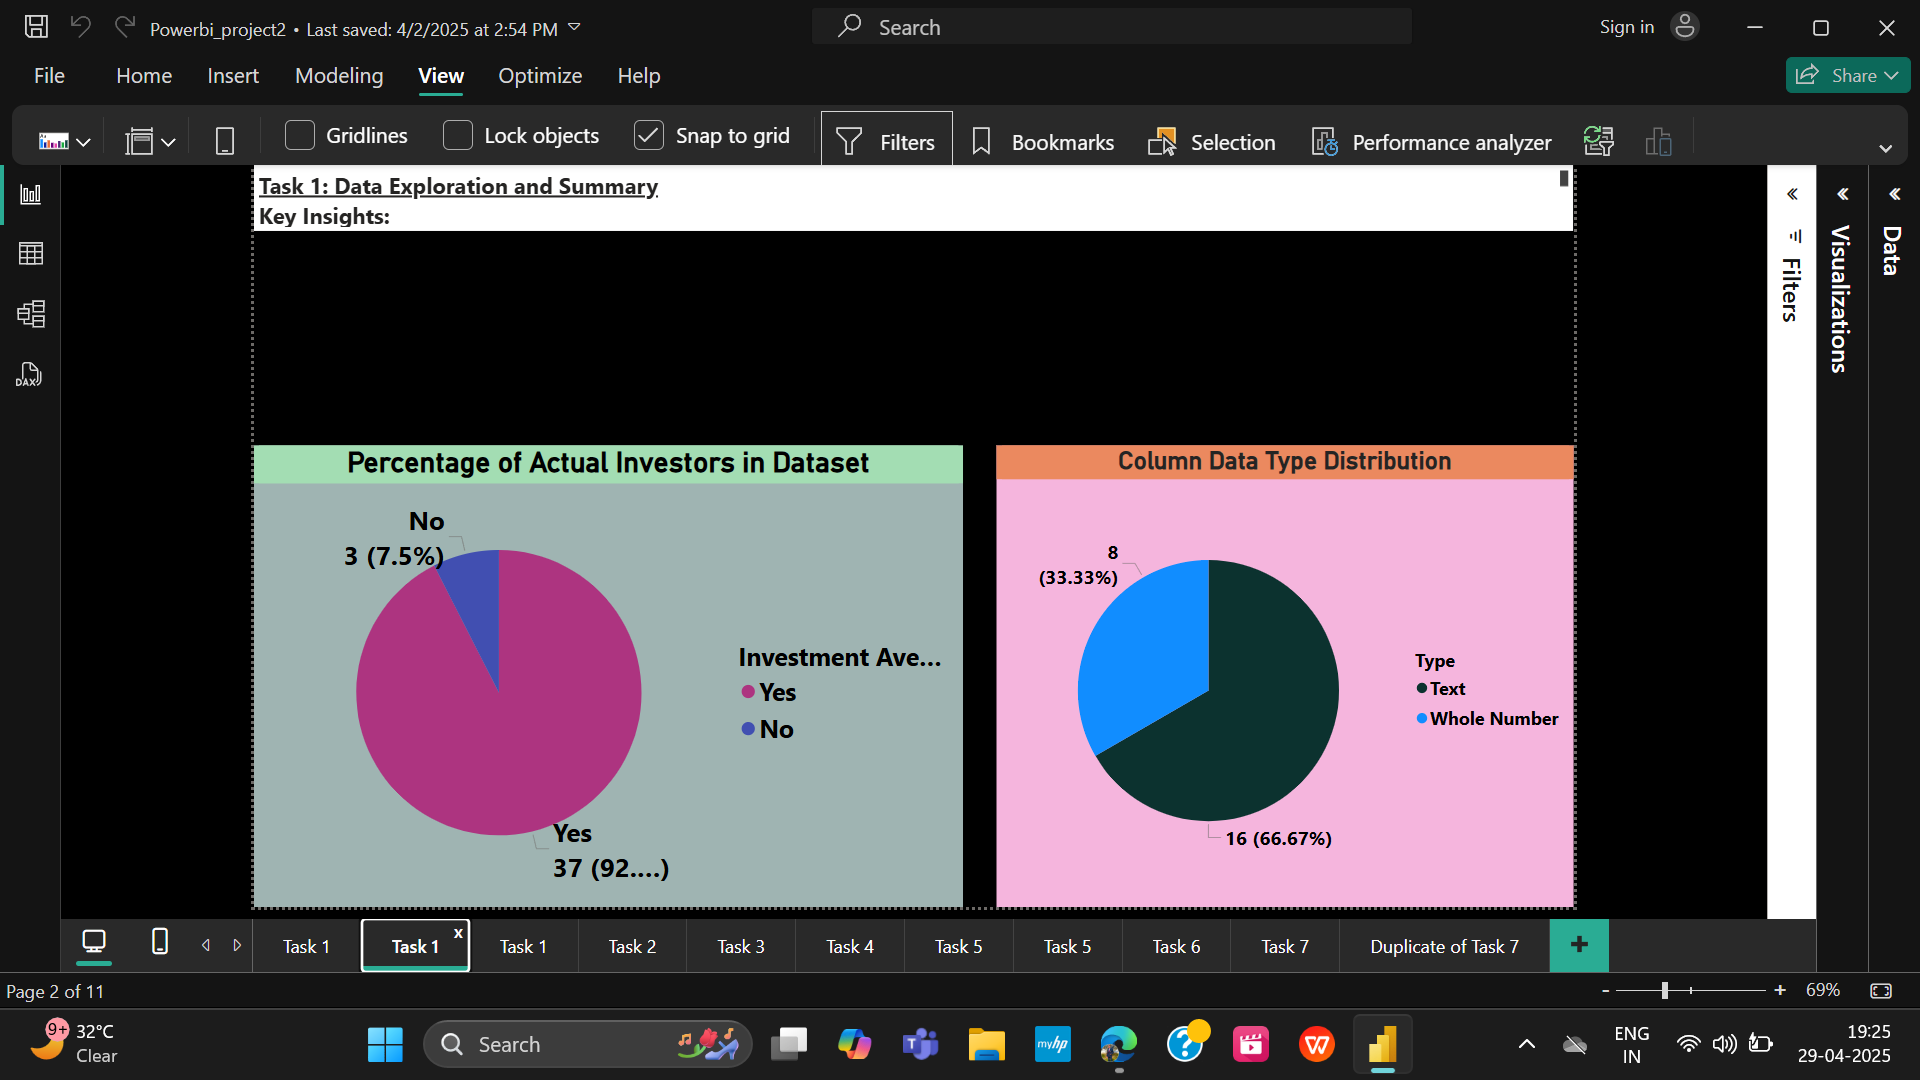 Powerbi_project2 • Last saved: 4/2/2025 at 2:54 PM
Search
Sign in
File Home Insert Modeling View Optimize Help
Share
Gridlines Lock objects Snap to grid Filters Bookmarks Selection Performance analyzer
Task 1: Data Exploration and Summary
Key Insights:
Filters
Visualizations
Data
DAX
Percentage of Actual Investors in Dataset
No
3 (7.5%)
Investment Ave...
Yes
No
Yes
37 (92....)
Column Data Type Distribution
8
(33.33%)
Type
Text
Whole Number
16 (66.67%)
Task 1 Task 1 x Task 1 Task 2 Task 3 Task 4 Task 5 Task 5 Task 6 Task 7 Duplicate of Task 7 +
Page 2 of 11
- + 69%
9+ 32°C
Clear
Search
myhp
ENG
IN
19:25
29-04-2025